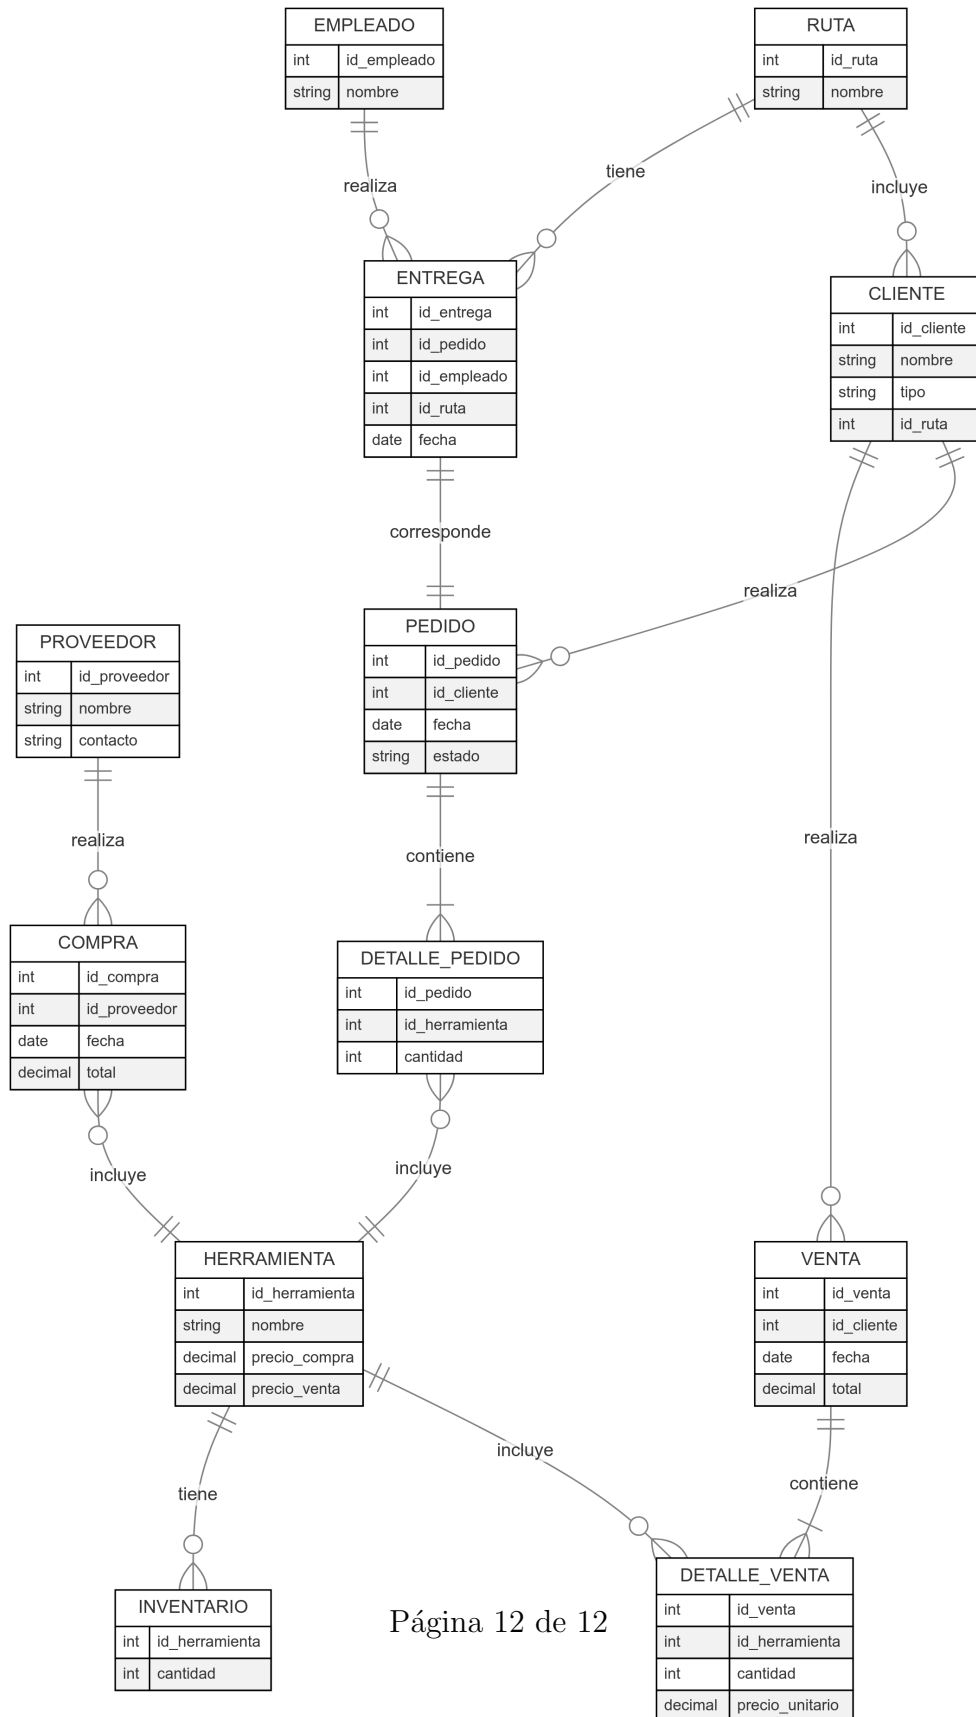 EMPLEADO
int id_empleado
string nombre
RUTA
int id_ruta
string nombre
realiza
tiene
incluye
ENTREGA
int id_entrega
int id_pedido
int id_empleado
int id_ruta
date fecha
CLIENTE
int id_cliente
string nombre
string tipo
int id_ruta
corresponde
realiza
PEDIDO
int id_pedido
int id_cliente
date fecha
string estado
PROVEEDOR
int id_proveedor
string nombre
string contacto
realiza
contiene
realiza
COMPRA
int id_compra
int id_proveedor
date fecha
decimal total
DETALLE_PEDIDO
int id_pedido
int id_herramienta
int cantidad
incluye
incluye
HERRAMIENTA
int id_herramienta
string nombre
decimal precio_compra
decimal precio_venta
VENTA
int id_venta
int id_cliente
date fecha
decimal total
incluye
contiene
tiene
INVENTARIO
int id_herramienta
int cantidad
DETALLE_VENTA
int id_venta
int id_herramienta
int cantidad
decimal precio_unitario
Página 12 de 12